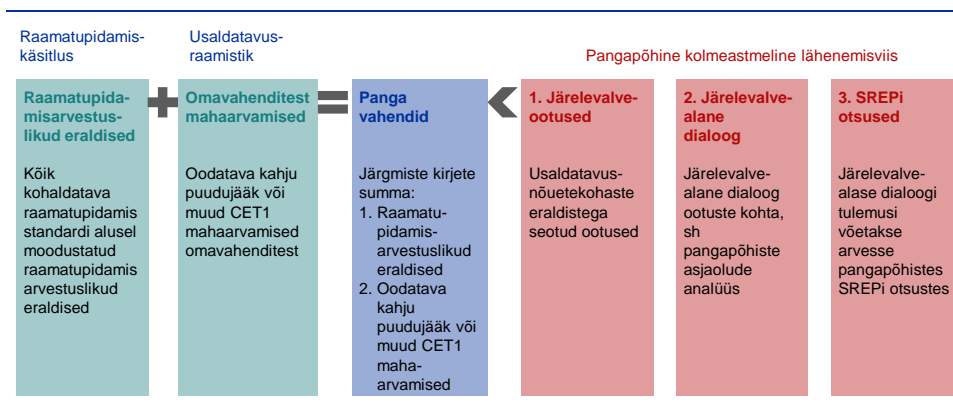 Raamatupidamis-
käsitlus
Usaldatavus-
raamistik
Pangapõhine kolmeastmeline lähenemisviis
Raamatupida-
misarvestus-
likud eraldised
Kõik
kohaldatava
raamatupidamis
standardi alusel
moodustatud
raamatupidamis
arvestuslikud
eraldised
Omavahenditest
mahaarvamised
Oodatava kahju
puudujääk või
muud CET1
mahaarvamised
omavahenditest
Panga
vahendid
Järgmiste kirjete
summa:
1. Raamatu-
pidamis-
arvestuslikud
eraldised
2. Oodatava
kahju
puudujääk või
muud CET1
maha-
arvamised
1. Järelevalve-
ootused
Usaldatavus-
nõuetekohaste
eraldistega
seotud ootused
2. Järelevalve-
alane
dialoog
Järelevalve-
alane dialoog
ootuste kohta,
sh
pangapõhiste
asjaolude
analüüs
3. SREPi
otsused
Järelevalve-
alase dialoogi
tulemusi
võetakse
arvesse
pangapõhistes
SREPi otsustes